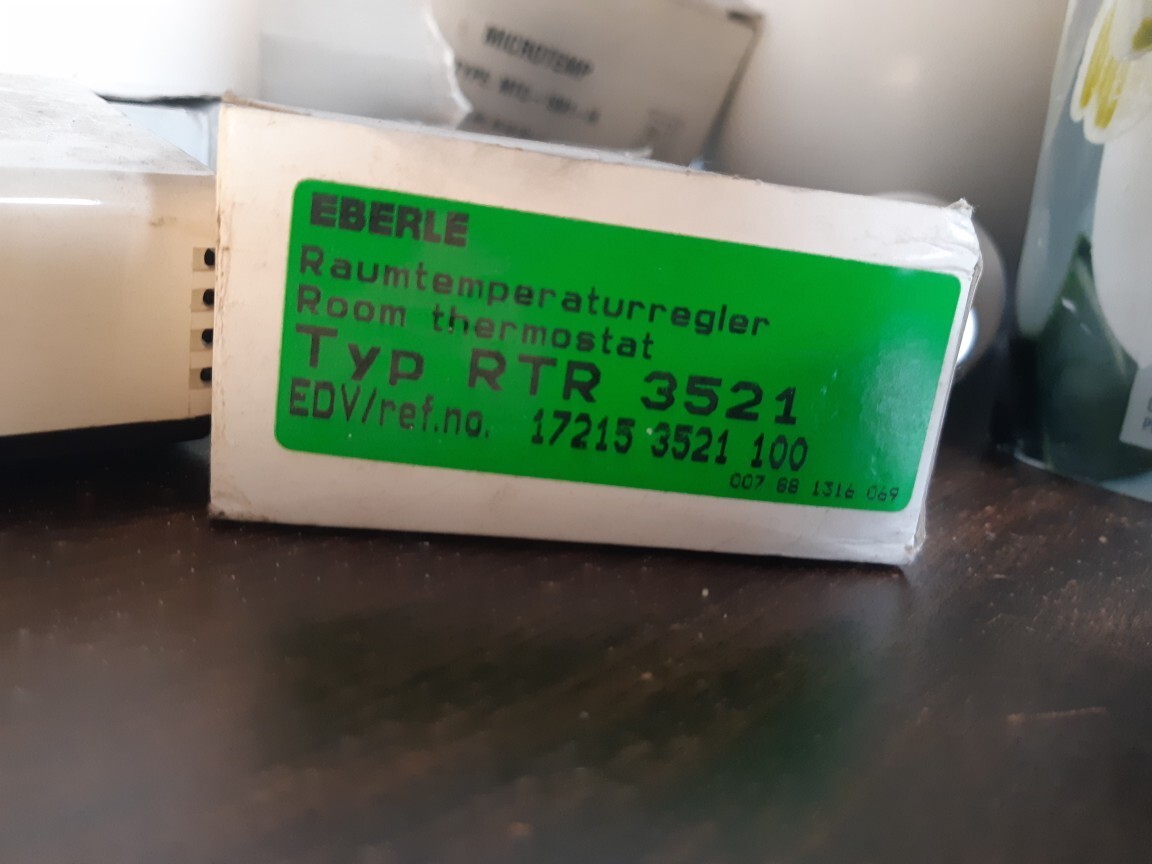 MICROTEMP
EBERLE
Raumtemperaturregler
Room thermostat
Typ RTR 3521
EDV/ref.no. 17215 3521 100
007 88 1316 069